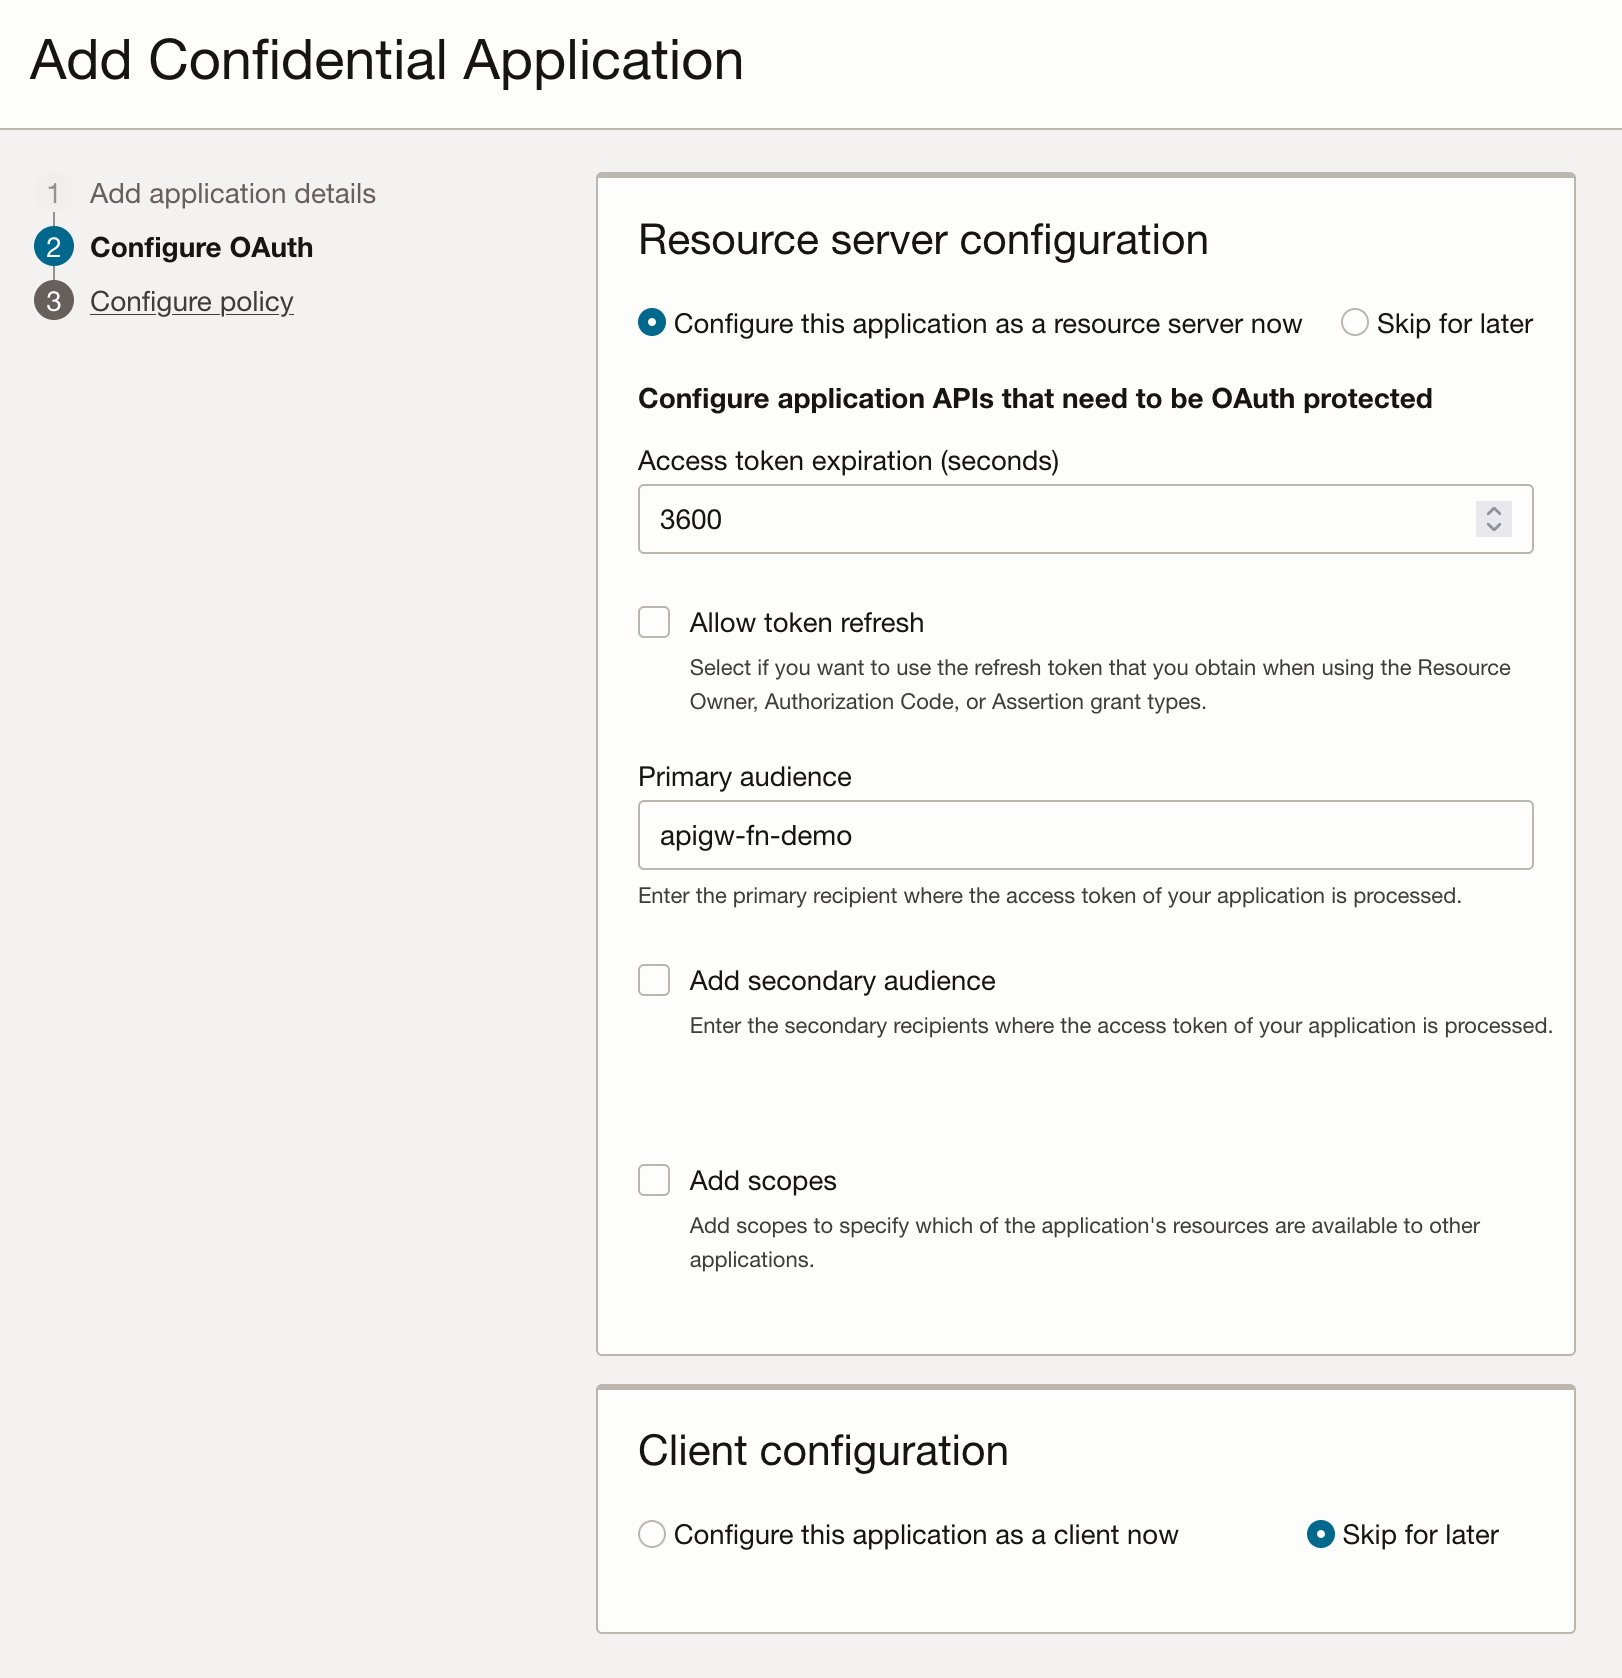 Add Confidential Application
1 Add application details
2 Configure OAuth
3 Configure policy
Resource server configuration
Configure this application as a resource server now Skip for later
Configure application APIs that need to be OAuth protected
Access token expiration (seconds)
3600
Allow token refresh
Select if you want to use the refresh token that you obtain when using the Resource
Owner, Authorization Code, or Assertion grant types.
Primary audience
apigw-fn-demo
Enter the primary recipient where the access token of your application is processed.
Add secondary audience
Enter the secondary recipients where the access token of your application is processed.
Add scopes
Add scopes to specify which of the application's resources are available to other
applications.
Client configuration
Configure this application as a client now Skip for later